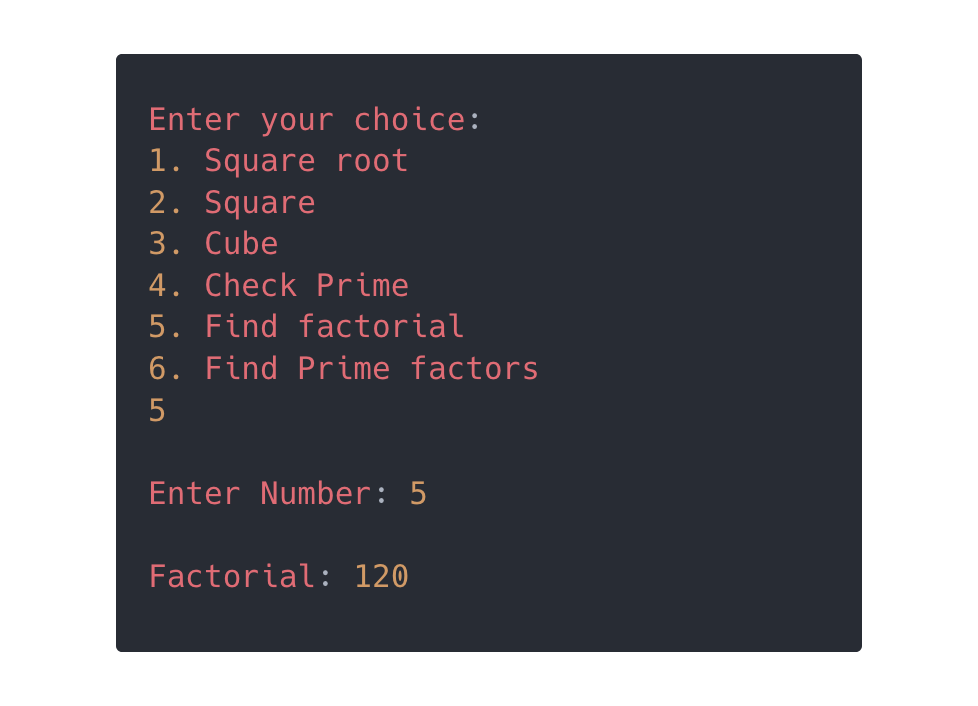 Enter your choice:
1. Square root
2. Square
3. Cube
4. Check Prime
5. Find factorial
6. Find Prime factors
5
Enter Number: 5
Factorial: 120